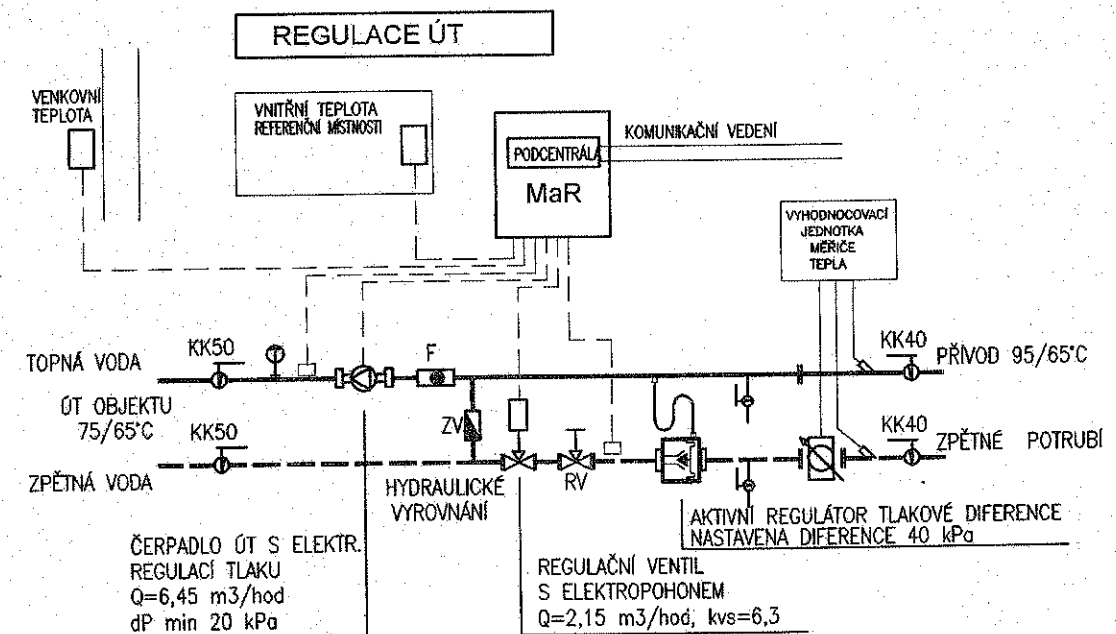 REGULACE ÚT
VENKOVNÍ
TEPLOTA
VNITŘNÍ TEPLOTA
REFERENČNÍ MÍSTNOSTI
PODCENTRÁLA
MaR
KOMUNIKAČNÍ VEDENÍ
VYHODNOCOVACÍ
JEDNOTKA
MĚŘIČE
TEPLA
TOPNÁ VODA
KK50
F
KK40
PŘÍVOD 95/65°C
ÚT OBJEKTU
75/65°C
KK50
ZV
KK40
ZPĚTNÉ POTRUBÍ
ZPĚTNÁ VODA
HYDRAULICKÉ
VYROVNÁNÍ
RV
AKTIVNÍ REGULÁTOR TLAKOVÉ DIFERENCE
NASTAVENA DIFERENCE 40 kPa
ČERPADLO ÚT S ELEKTR.
REGULACÍ TLAKU
Q=6,45 m3/hod
dP min 20 kPa
REGULAČNÍ VENTIL
S ELEKTROPOHONEM
Q=2,15 m3/hod, kvs=6,3